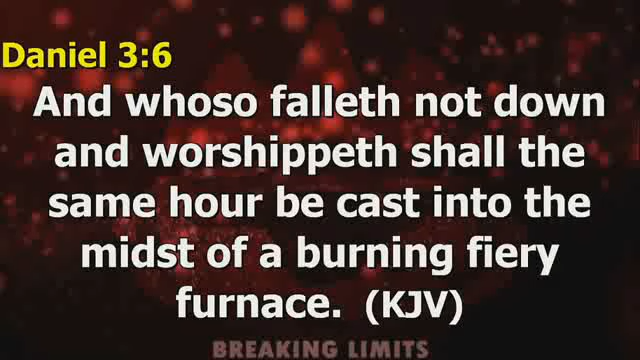 Daniel 3:6
And whoso falleth not down
and worshippeth shall the
same hour be cast into the
midst of a burning fiery
furnace. (KJV)
BREAKING LIMITS